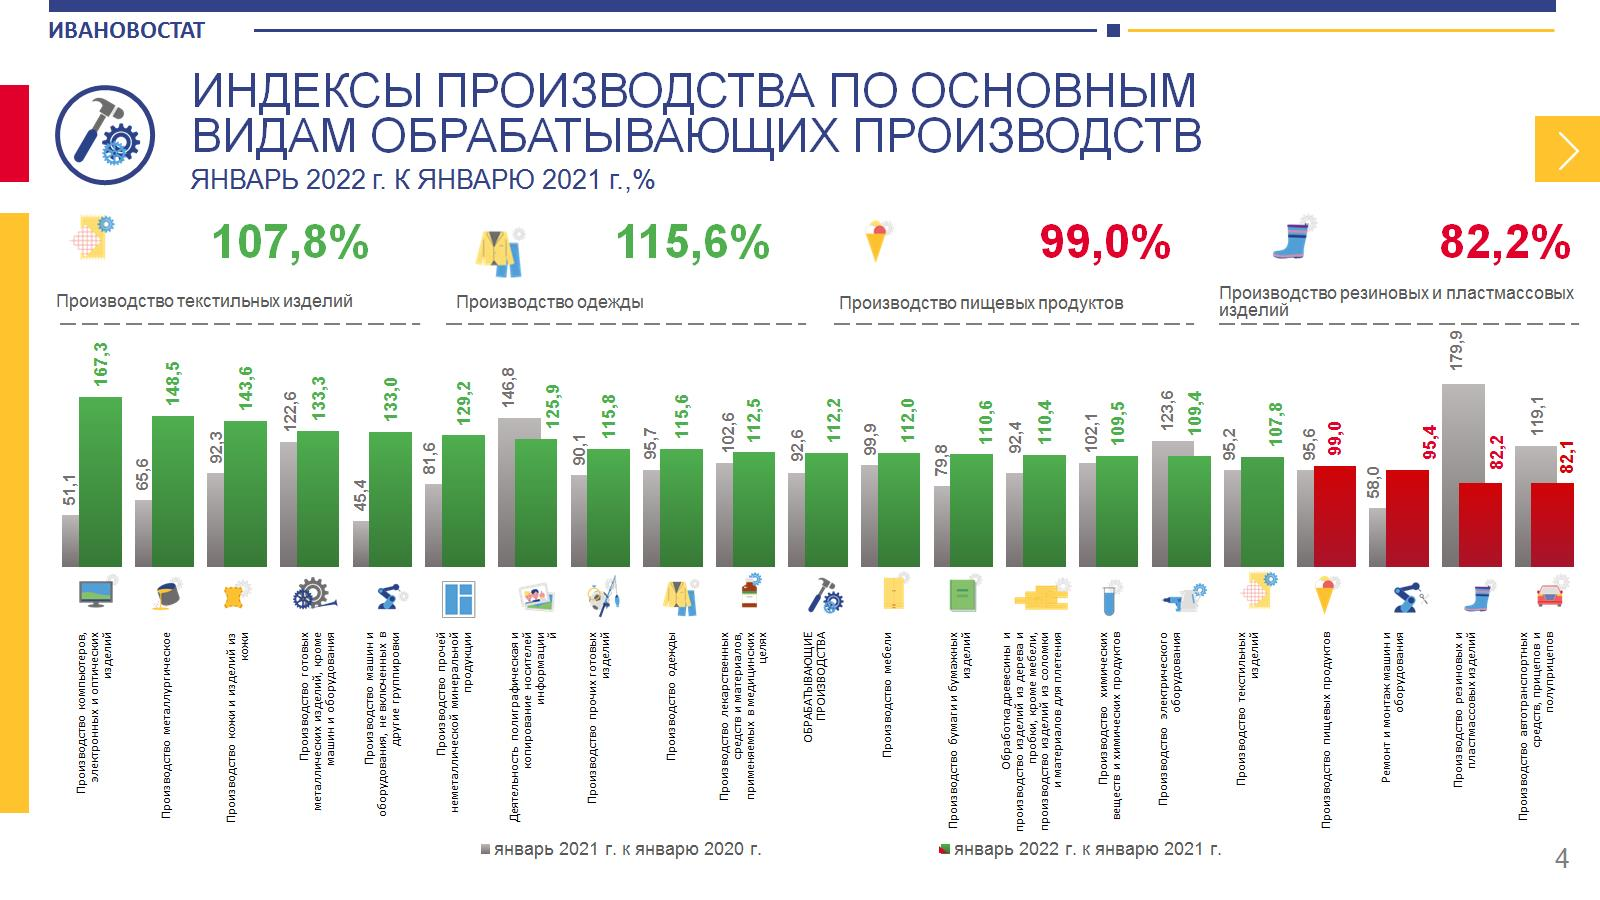 ИВАНОВОСТАТ
ИНДЕКСЫ ПРОИЗВОДСТВА ПО ОСНОВНЫМ
ВИДАМ ОБРАБАТЫВАЮЩИХ ПРОИЗВОДСТВ
ЯНВАРЬ 2022 г. К ЯНВАРЮ 2021 г.,%
107,8%
Производство текстильных изделий
115,6%
Производство одежды
99,0%
Производство пищевых продуктов
82,2%
Производство резиновых и пластмассовых
изделий
51,1
167,3
65,6
148,5
92,3
143,6
122,6
133,3
45,4
133,0
81,6
129,2
146,8
125,9
90,1
115,8
95,7
115,6
102,6
112,5
92,6
112,2
99,9
112,0
79,8
110,6
92,4
110,4
102,1
109,5
123,6
109,4
95,2
107,8
95,6
99,0
58,0
95,4
179,9
82,2
119,1
82,1
Производство компьютеров,
электронных и оптических
изделий
Производство металлургическое
Производство кожи и изделий из
кожи
Производство готовых
металлических изделий, кроме
машин и оборудования
Производство машин и
оборудования, не включенных в
другие группировки
Производство прочей
неметаллической минеральной
продукции
Деятельность полиграфическая и
копирование носителей
информаци
й
Производство прочих готовых
изделий
Производство одежды
Производство лекарственных
средств и материалов,
применяемых в медицинских
целях
ОБРАБАТЫВАЮЩИЕ
ПРОИЗВОДСТВА
Производство мебели
Производство бумаги и бумажных
изделий
Обработка древесины и
производство изделий из дерева и
пробки, кроме мебели,
производство изделий из соломки
и материалов для плетения
Производство химических
веществ и химических продуктов
Производство электрического
оборудования
Производство текстильных
изделий
Производство пищевых продуктов
Ремонт и монтаж машин и
оборудования
Производство резиновых и
пластмассовых изделий
Производство автотранспортных
средств, прицепов и
полуприцепов
январь 2021 г. к январю 2020 г.
январь 2022 г. к январю 2021 г.
4